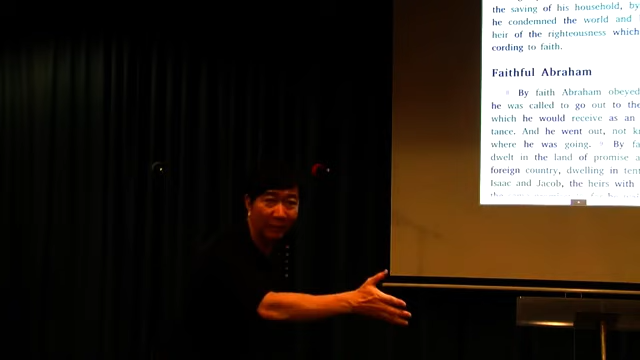 the saving of his household, by
he condemned the world and
heir of the righteousness which
cording to faith.
Faithful Abraham
By faith Abraham obeyed
he was called to go out to the
which he would receive as an
tance. And he went out, not
where he was going. By
dwelt in the land of promise
foreign country, dwelling in
Isaac and Jacob, the heirs with